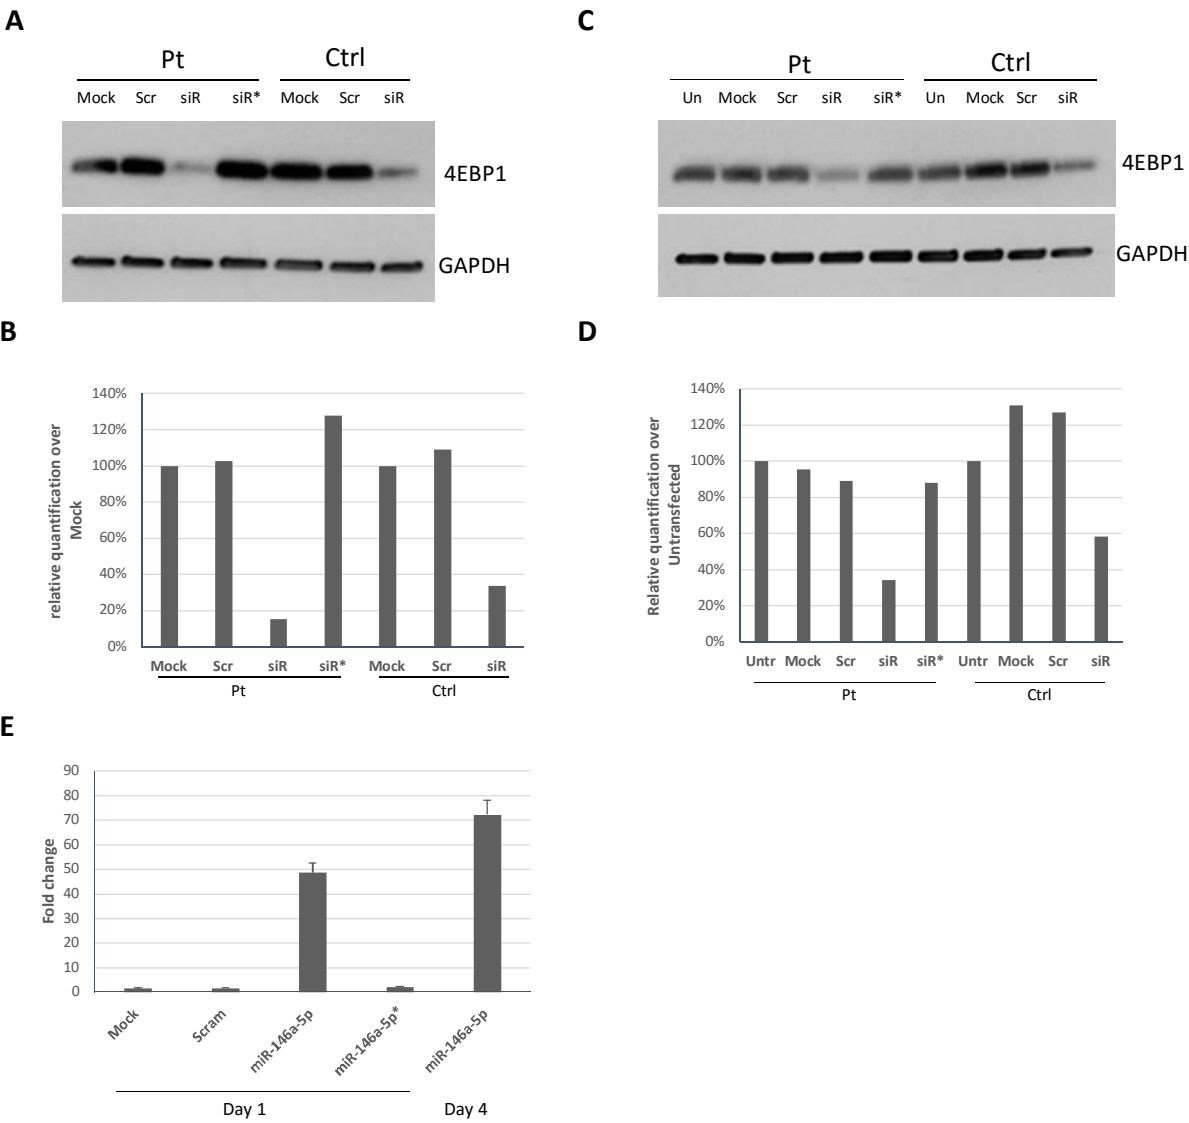 A
Pt Ctrl
Mock Scr siR siR* Mock Scr siR
4EBP1
GAPDH
C
Pt Ctrl
Un Mock Scr siR siR* Un Mock Scr siR
4EBP1
GAPDH
B
relative quantification over
Mock
140%
120%
100%
80%
60%
40%
20%
0%
Mock Scr siR siR* Mock Scr siR
Pt Ctrl
D
Relative quantification over
Untransfected
140%
120%
100%
80%
60%
40%
20%
0%
Untr Mock Scr siR siR* Untr Mock Scr siR
Pt Ctrl
E
Fold change
90
80
70
60
50
40
30
20
10
0
Mock Scram miR-146a-5p miR-146a-5p* miR-146a-5p
Day 1 Day 4